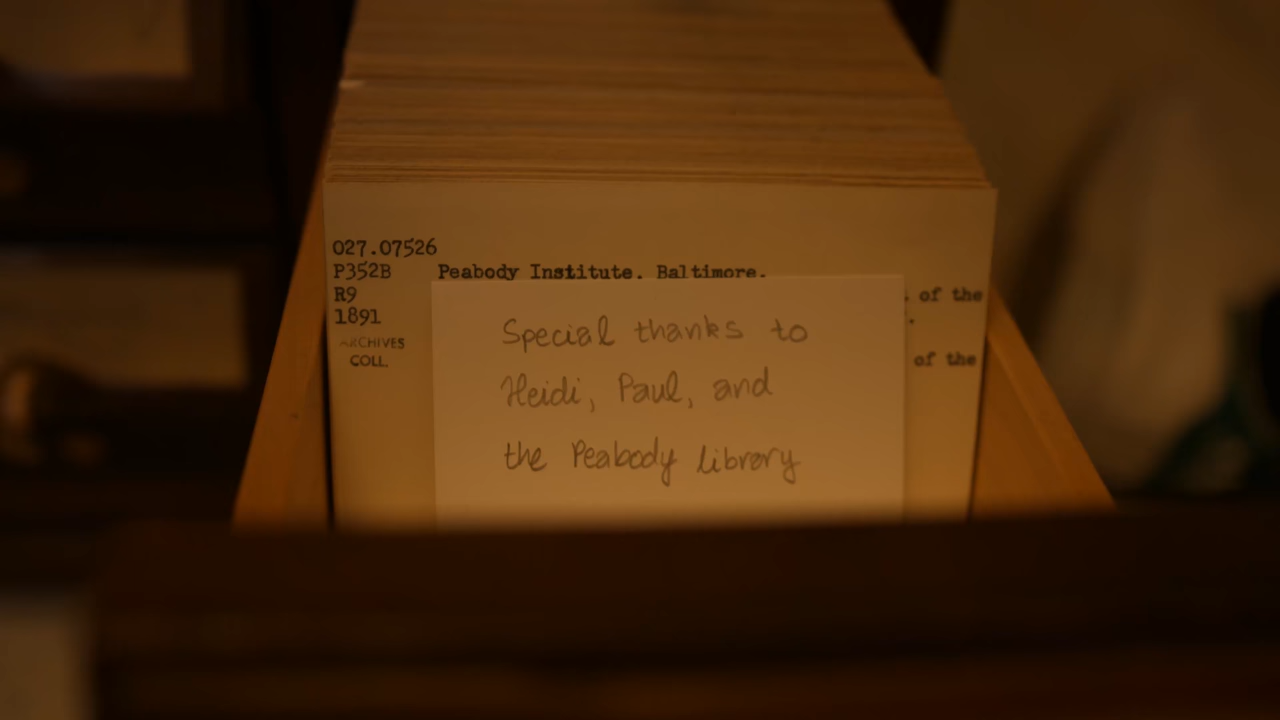 027.07526
P352B Peabody Institute. Baltimore.
R9 . of the
1891 .
ARCHIVES
COLL. of the
Special thanks to
Heidi, Paul, and
the Peabody library